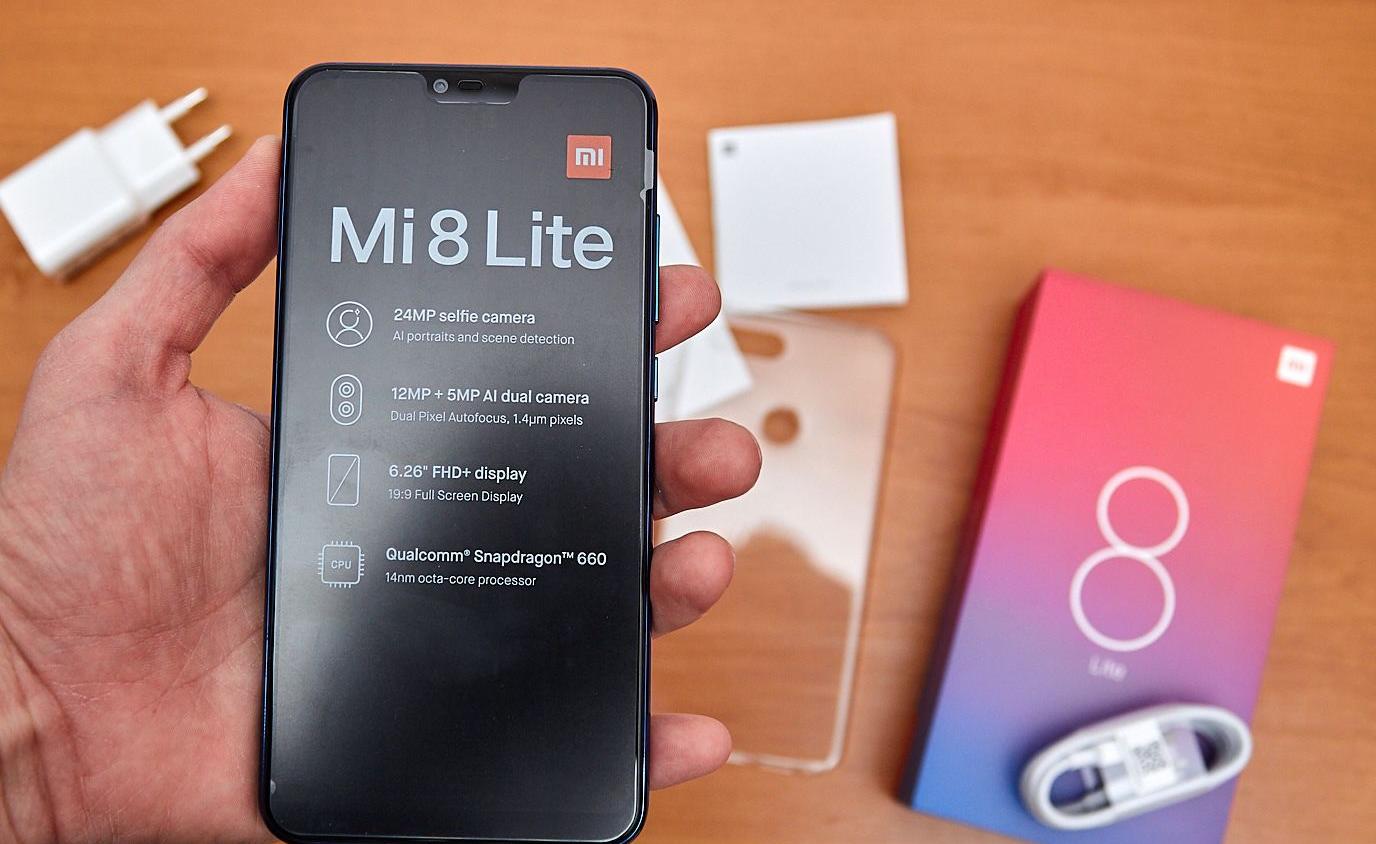 mi
Mi 8 Lite
24MP selfie camera
AI portraits and scene detection
12MP + 5MP AI dual camera
Dual Pixel Autofocus, 1.4µm pixels
6.26" FHD+ display
19:9 Full Screen Display
CPU
Qualcomm® Snapdragon™ 660
14nm octa-core processor
mi
8
Lite